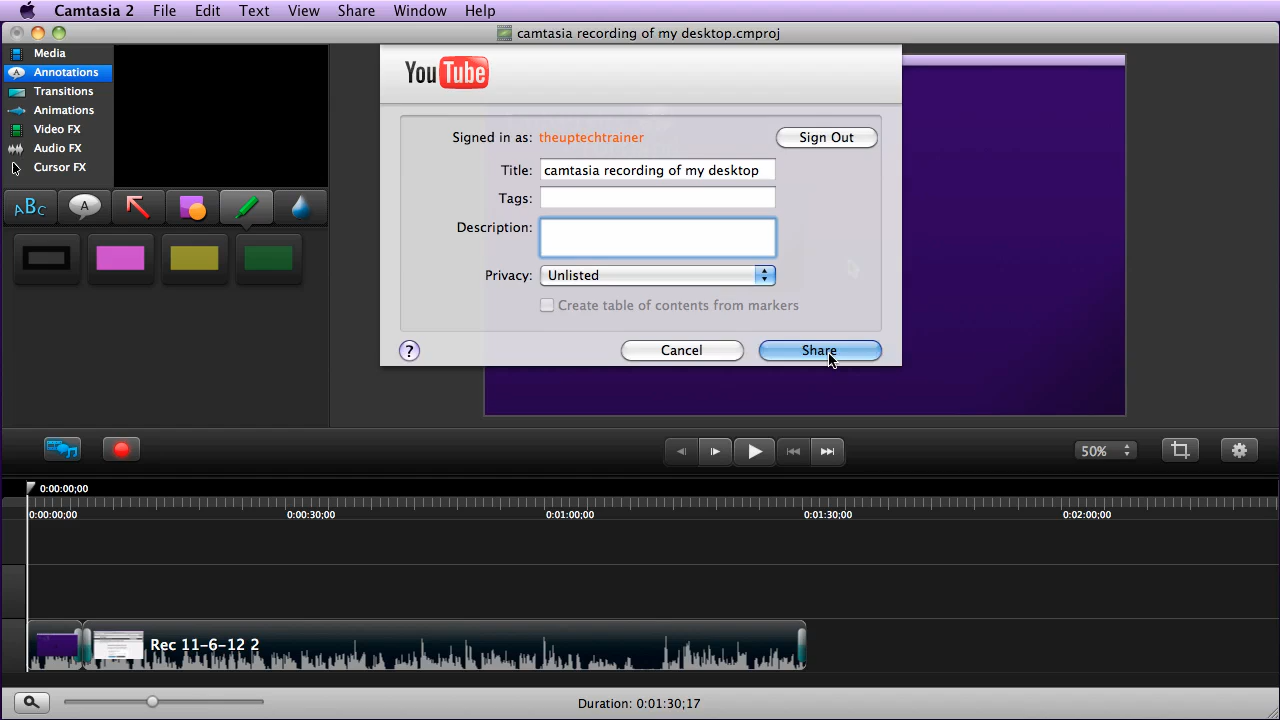 Camtasia 2 File Edit Text View Share Window Help
camtasia recording of my desktop.cmproj
Media
Annotations
Transitions
Animations
Video FX
Audio FX
Cursor FX
ABC
A
YouTube
Signed in as: theuptechtrainer Sign Out
Title: camtasia recording of my desktop
Tags:
Description:
Privacy: Unlisted
Create table of contents from markers
? Cancel Share
50%
0:00:00;00
0:00:00;00 0:00:30;00 0:01:00;00 0:01:30;00 0:02:00;00
Rec 11-6-12 2
Duration: 0:01:30;17